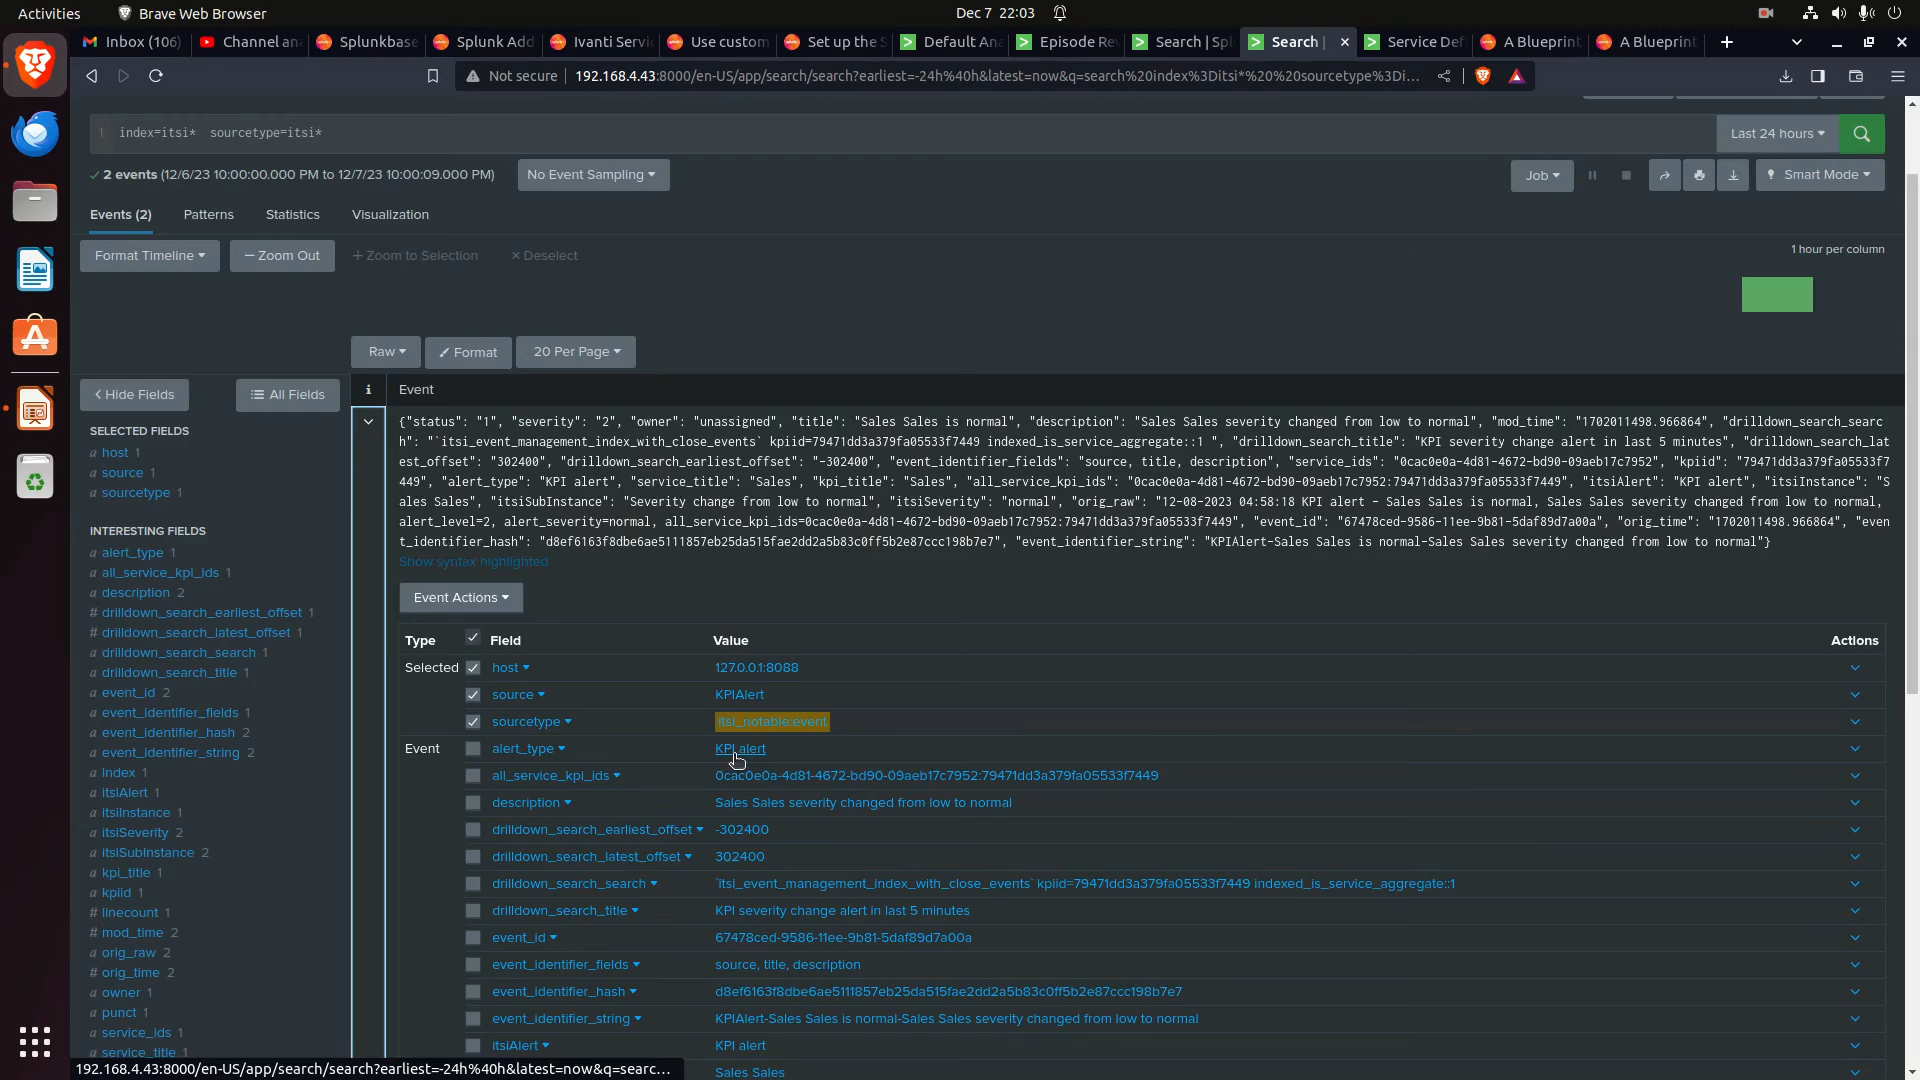 Activities
Brave Web Browser
Dec 7 22:03
Inbox (106)
Channel an
Splunkbase
Splunk Add
Ivanti Servi
Use custom
Set up the S
Default Ana
Episode Re
Search | Spl
Search |
Service Defi
A Blueprint
A Blueprint
Not secure
192.168.4.43:8000/en-US/app/search/search?earliest=-24h%40h&latest=now&q=search%20index%3Ditsi*%20%20sourcetype%3Di...
1 index=itsi* sourcetype=itsi*
Last 24 hours
2 events (12/6/23 10:00:00.000 PM to 12/7/23 10:00:09.000 PM)
No Event Sampling
Job
Smart Mode
Events (2)
Patterns
Statistics
Visualization
Format Timeline
— Zoom Out
+ Zoom to Selection
× Deselect
1 hour per column
Raw
Format
20 Per Page
< Hide Fields
All Fields
i
Event
{"status": "1", "severity": "2", "owner": "unassigned", "title": "Sales Sales is normal", "description": "Sales Sales severity changed from low to normal", "mod_time": "1702011498.966864", "drilldown_search_searc
h": "`itsi_event_management_index_with_close_events` kpiid=79471dd3a379fa05533f7449 indexed_is_service_aggregate::1 ", "drilldown_search_title": "KPI severity change alert in last 5 minutes", "drilldown_search_lat
est_offset": "302400", "drilldown_search_earliest_offset": "-302400", "event_identifier_fields": "source, title, description", "service_ids": "0cac0e0a-4d81-4672-bd90-09aeb17c7952", "kpiid": "79471dd3a379fa05533f7
449", "alert_type": "KPI alert", "service_title": "Sales", "kpi_title": "Sales", "all_service_kpi_ids": "0cac0e0a-4d81-4672-bd90-09aeb17c7952:79471dd3a379fa05533f7449", "itsiAlert": "KPI alert", "itsiInstance": "S
ales Sales", "itsiSubInstance": "Severity change from low to normal", "itsiSeverity": "normal", "orig_raw": "12-08-2023 04:58:18 KPI alert - Sales Sales is normal, Sales Sales severity changed from low to normal,
alert_level=2, alert_severity=normal, all_service_kpi_ids=0cac0e0a-4d81-4672-bd90-09aeb17c7952:79471dd3a379fa05533f7449", "event_id": "67478ced-9586-11ee-9b81-5daf89d7a00a", "orig_time": "1702011498.966864", "even
t_identifier_hash": "d8ef6163f8dbe6ae5111857eb25da515fae2dd2a5b83c0ff5b2e87ccc198b7e7", "event_identifier_string": "KPIAlert-Sales Sales is normal-Sales Sales severity changed from low to normal"}
Show syntax highlighted
Event Actions
SELECTED FIELDS
a host 1
a source 1
a sourcetype 1
INTERESTING FIELDS
a alert_type 1
a all_service_kpi_ids 1
a description 2
# drilldown_search_earliest_offset 1
# drilldown_search_latest_offset 1
a drilldown_search_search 1
a drilldown_search_title 1
a event_id 2
a event_identifier_fields 1
a event_identifier_hash 2
a event_identifier_string 2
a index 1
a itsiAlert 1
a itsiInstance 1
a itsiSeverity 2
a itsiSubInstance 2
a kpi_title 1
a kpiid 1
# linecount 1
# mod_time 2
a orig_raw 2
# orig_time 2
a owner 1
a punct 1
a service_ids 1
a service_title 1
Type Field Value Actions
Selected host 127.0.0.1:8088
source KPIAlert
sourcetype itsi_notable:event
Event alert_type KPI alert
all_service_kpi_ids 0cac0e0a-4d81-4672-bd90-09aeb17c7952:79471dd3a379fa05533f7449
description Sales Sales severity changed from low to normal
drilldown_search_earliest_offset -302400
drilldown_search_latest_offset 302400
drilldown_search_search `itsi_event_management_index_with_close_events` kpiid=79471dd3a379fa05533f7449 indexed_is_service_aggregate::1
drilldown_search_title KPI severity change alert in last 5 minutes
event_id 67478ced-9586-11ee-9b81-5daf89d7a00a
event_identifier_fields source, title, description
event_identifier_hash d8ef6163f8dbe6ae5111857eb25da515fae2dd2a5b83c0ff5b2e87ccc198b7e7
event_identifier_string KPIAlert-Sales Sales is normal-Sales Sales severity changed from low to normal
itsiAlert KPI alert
Sales Sales
192.168.4.43:8000/en-US/app/search/search?earliest=-24h%40h&latest=now&q=searc...